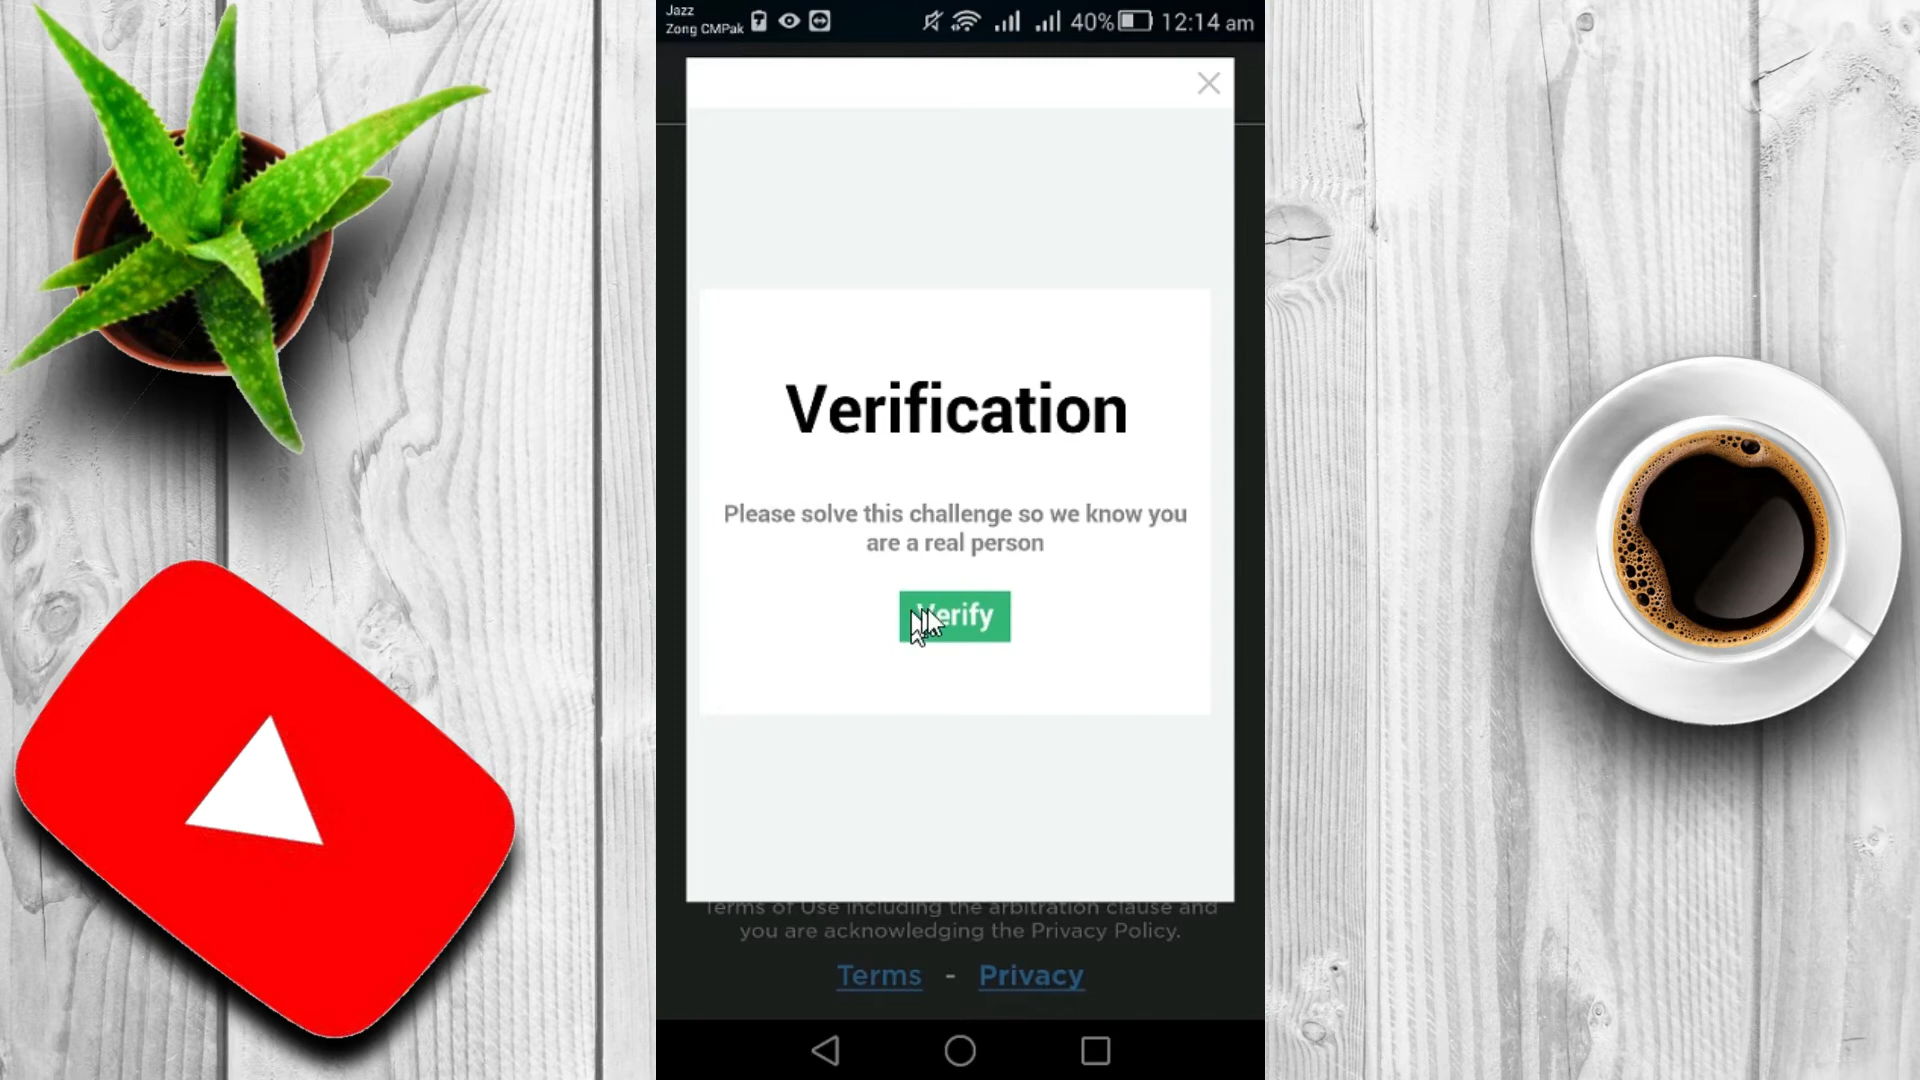 Jazz
Zong CMPak
40%
12:14 am
Verification
Please solve this challenge so we know you
are a real person
Verify
Terms of Use including the arbitration clause and
you are acknowledging the Privacy Policy.
Terms - Privacy